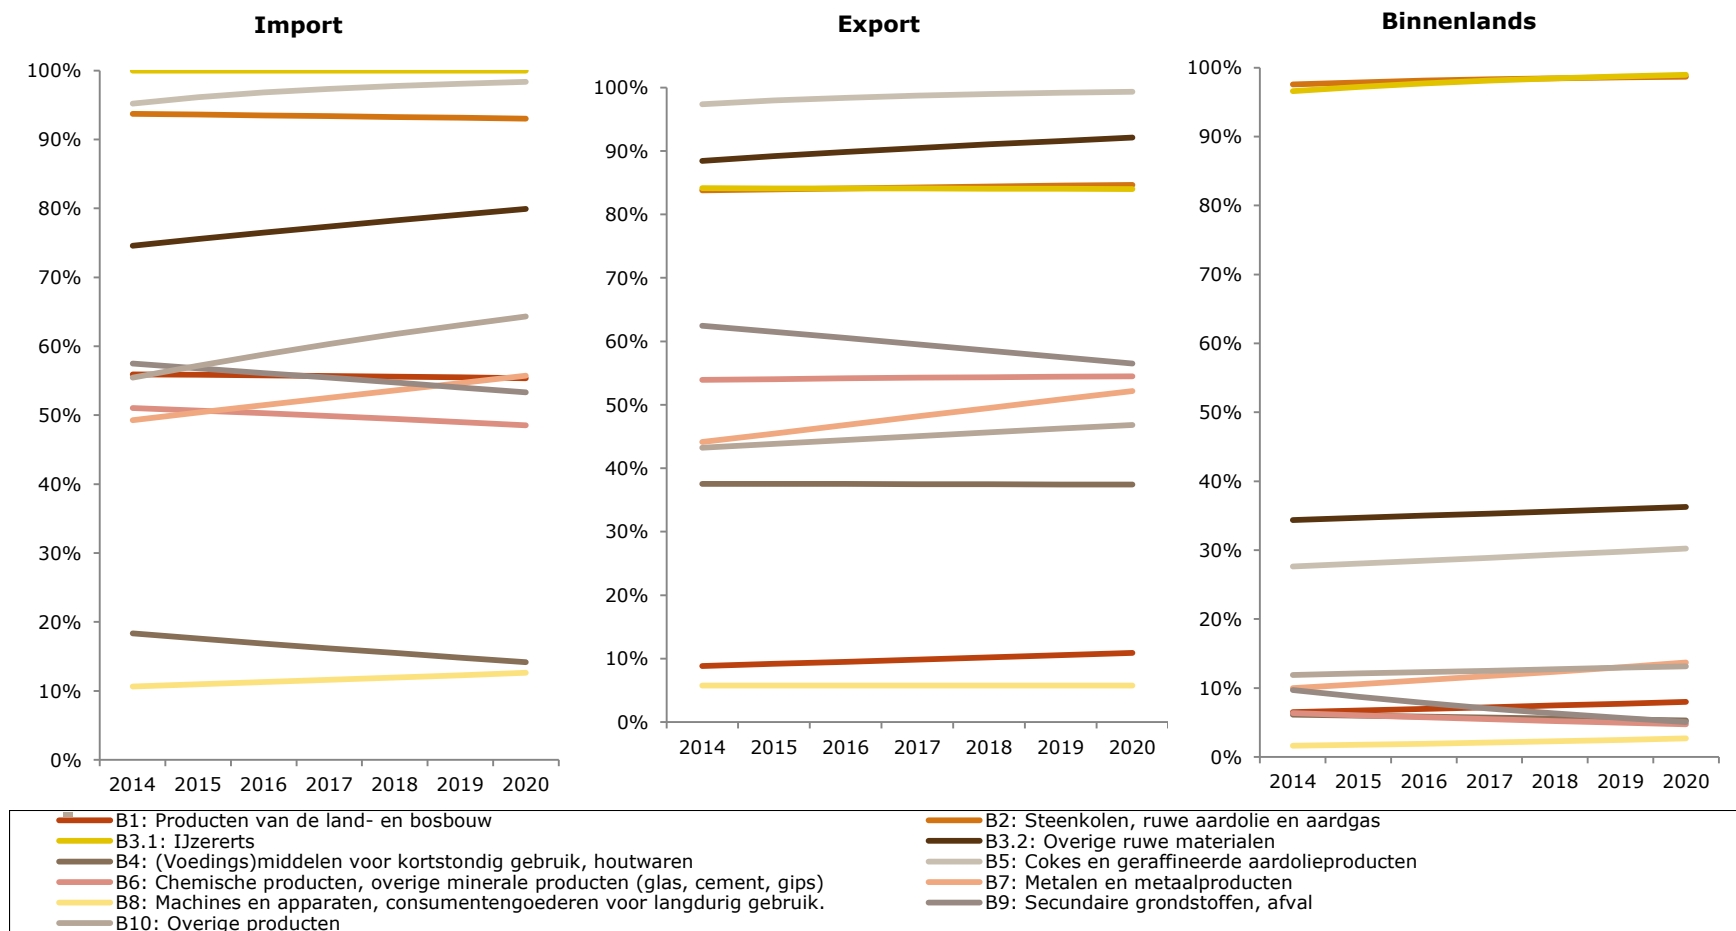 Import
100%
90%
80%
70%
60%
50%
40%
30%
20%
10%
0%
2014 2015 2016 2017 2018 2019 2020
Export
100%
90%
80%
70%
60%
50%
40%
30%
20%
10%
0%
2014 2015 2016 2017 2018 2019 2020
Binnenlands
100%
90%
80%
70%
60%
50%
40%
30%
20%
10%
0%
2014 2015 2016 2017 2018 2019 2020
B1: Producten van de land- en bosbouw
B2: Steenkolen, ruwe aardolie en aardgas
B3.1: IJzererts
B3.2: Overige ruwe materialen
B4: (Voedings)middelen voor kortstondig gebruik, houtwaren
B5: Cokes en geraffineerde aardolieproducten
B6: Chemische producten, overige minerale producten (glas, cement, gips)
B7: Metalen en metaalproducten
B8: Machines en apparaten, consumentengoederen voor langdurig gebruik.
B9: Secundaire grondstoffen, afval
B10: Overige producten